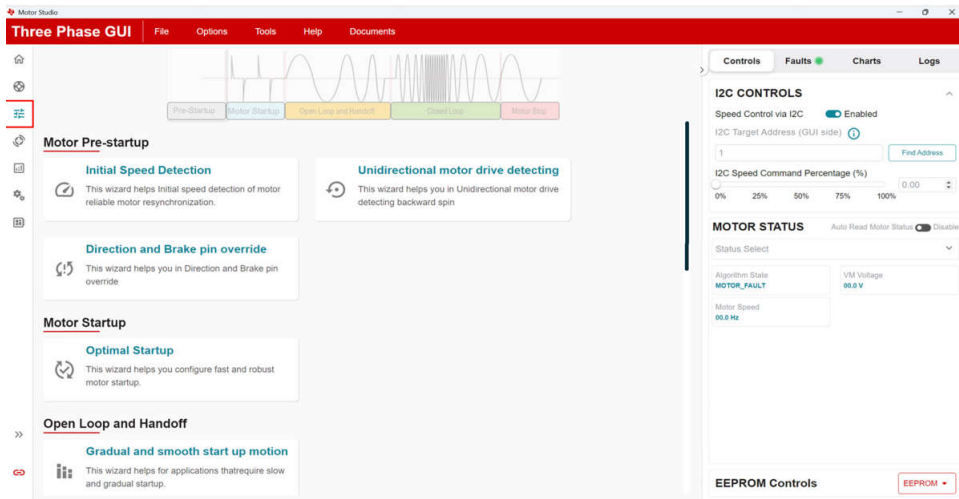 Motor Studio
Three Phase GUI
File
Options
Tools
Help
Documents
Pre-Startup
Motor Startup
Open Loop and Handoff
Closed Loop
Motor Stop
Motor Pre-startup
Initial Speed Detection
This wizard helps Initial speed detection of motor
reliable motor resynchronization.
Unidirectional motor drive detecting
This wizard helps you in Unidirectional motor drive
detecting backward spin
Direction and Brake pin override
This wizard helps you in Direction and Brake pin
override
Motor Startup
Optimal Startup
This wizard helps you configure fast and robust
motor startup.
Open Loop and Handoff
Gradual and smooth start up motion
This wizard helps for applications thatrequire slow
and gradual startup.
Controls
Faults
Charts
Logs
I2C CONTROLS
Speed Control via I2C
Enabled
I2C Target Address (GUI side)
1
Find Address
I2C Speed Command Percentage (%)
0.00
0%
25%
50%
75%
100%
MOTOR STATUS
Auto Read Motor Status
Disable
Status Select
Algorithm State
MOTOR_FAULT
VM Voltage
00.0 V
Motor Speed
00.0 Hz
EEPROM Controls
EEPROM